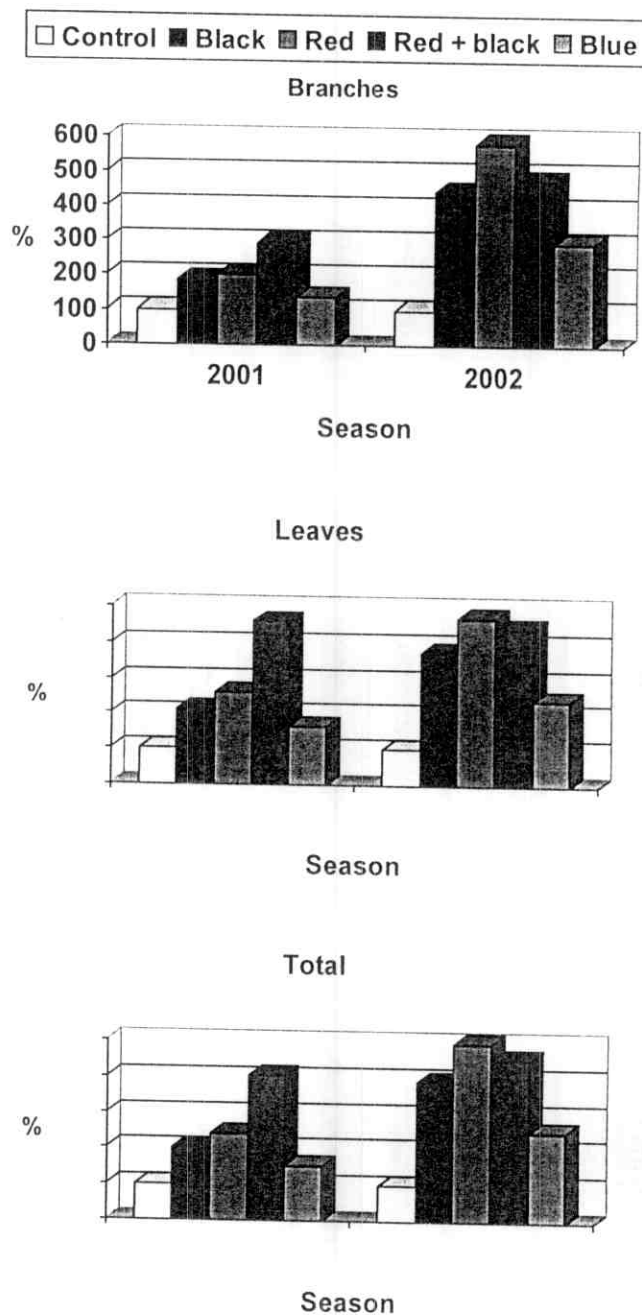 Control Black Red Red + black Blue
Branches
600
500
400
300
200
100
0
%
2001 2002
Season
Leaves
%
Season
Total
%
Season